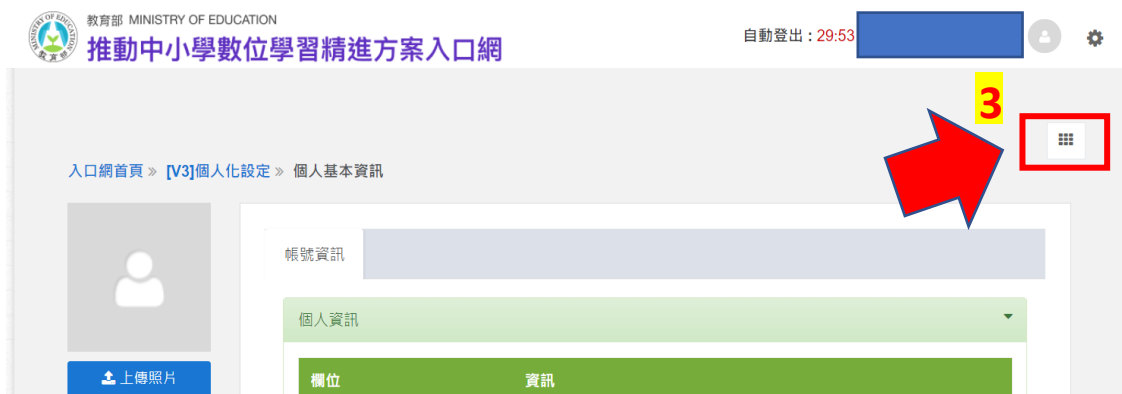 教育部 MINISTRY OF EDUCATION
推動中小學數位學習精進方案入口網
自動登出：29:53
3
入口網首頁 » [V3]個人化設定 » 個人基本資訊
帳號資訊
個人資訊
上傳照片
欄位 資訊